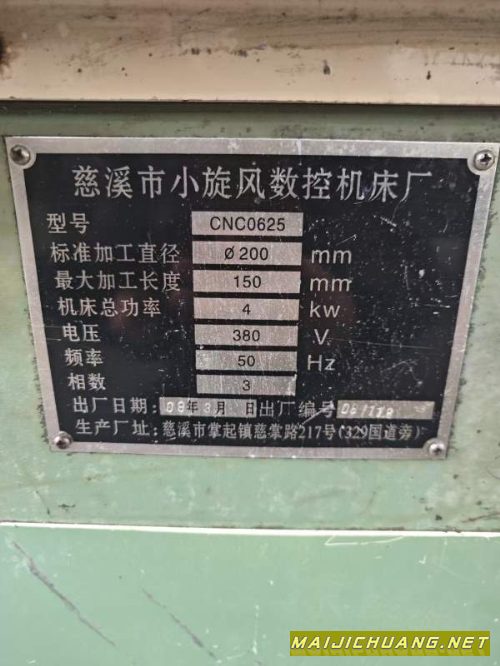 慈溪市小旋风数控机床厂
型号 CNC0625
标准加工直径 Ø200 mm
最大加工长度 150 mm
机床总功率 4 kw
电压 380 V
频率 50 Hz
相数 3
出厂日期: 08年3月 日 出厂编号
生产厂址: 慈溪市掌起镇慈掌路217号(329国道旁)
MAIJICHUANG.NET